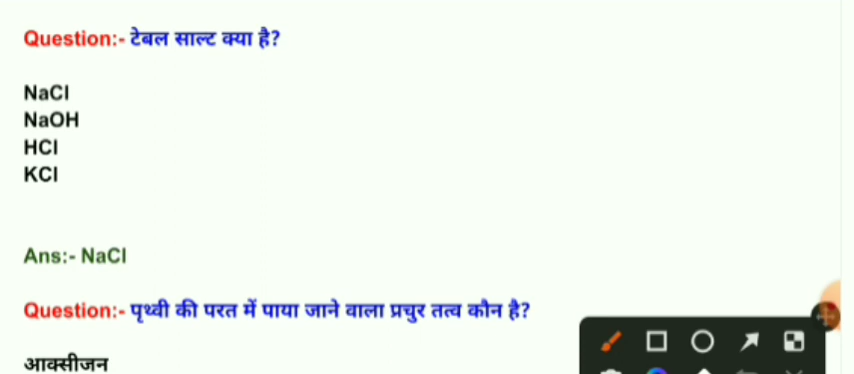 Question:- टेबल साल्ट क्या है?
NaCl
NaOH
HCl
KCl
Ans:- NaCl
Question:- पृथ्वी की परत में पाया जाने वाला प्रचुर तत्व कौन है?
आक्सीजन